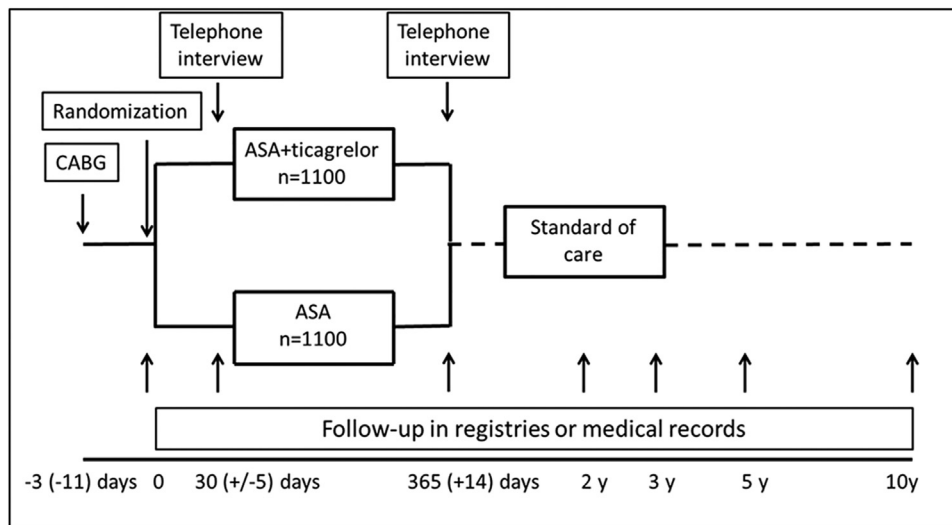 Telephone
interview
Telephone
interview
Randomization
CABG
ASA+ticagrelor
n=1100
Standard of
care
ASA
n=1100
Follow-up in registries or medical records
-3 (-11) days 0 30 (+/-5) days 365 (+14) days 2 y 3 y 5 y 10y